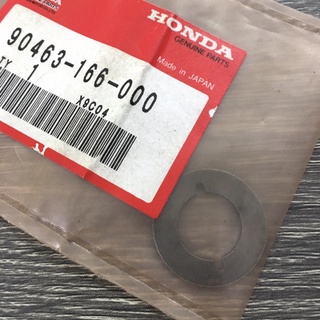 HONDA
GENUINE PARTS
Made in JAPAN
90463-166-000
1
X9C04